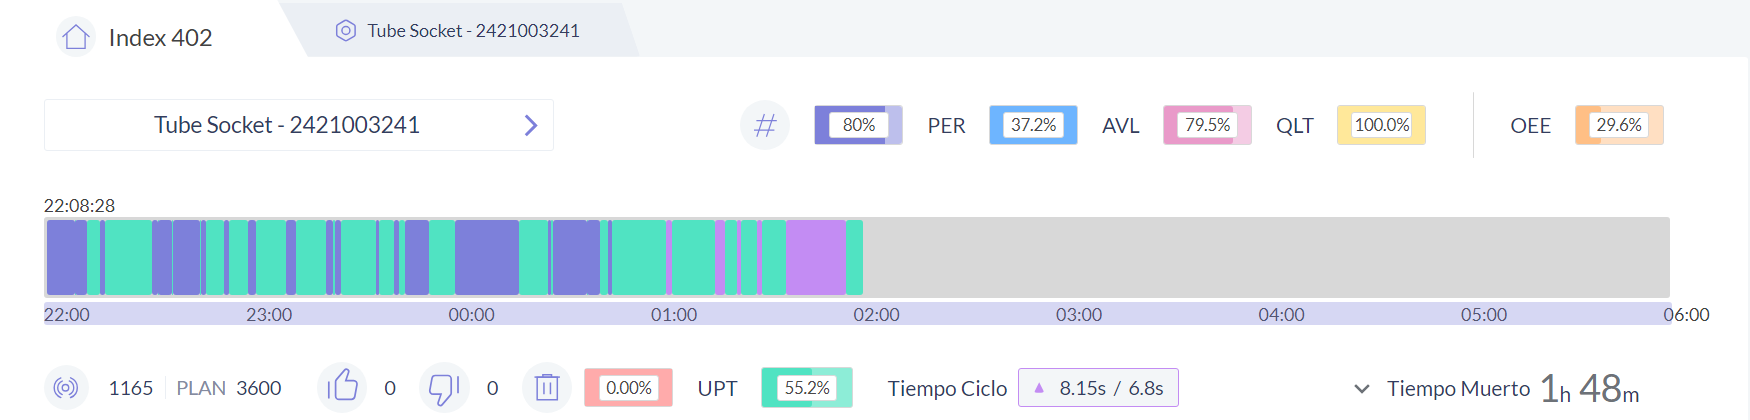 Index 402
Tube Socket - 2421003241
Tube Socket - 2421003241
# 80% PER 37.2% AVL 79.5% QLT 100.0% OEE 29.6%
22:08:28
22:00 23:00 00:00 01:00 02:00 03:00 04:00 05:00 06:00
1165 PLAN 3600 0 0 0.00% UPT 55.2% Tiempo Ciclo 8.15s / 6.8s Tiempo Muerto 1h 48m